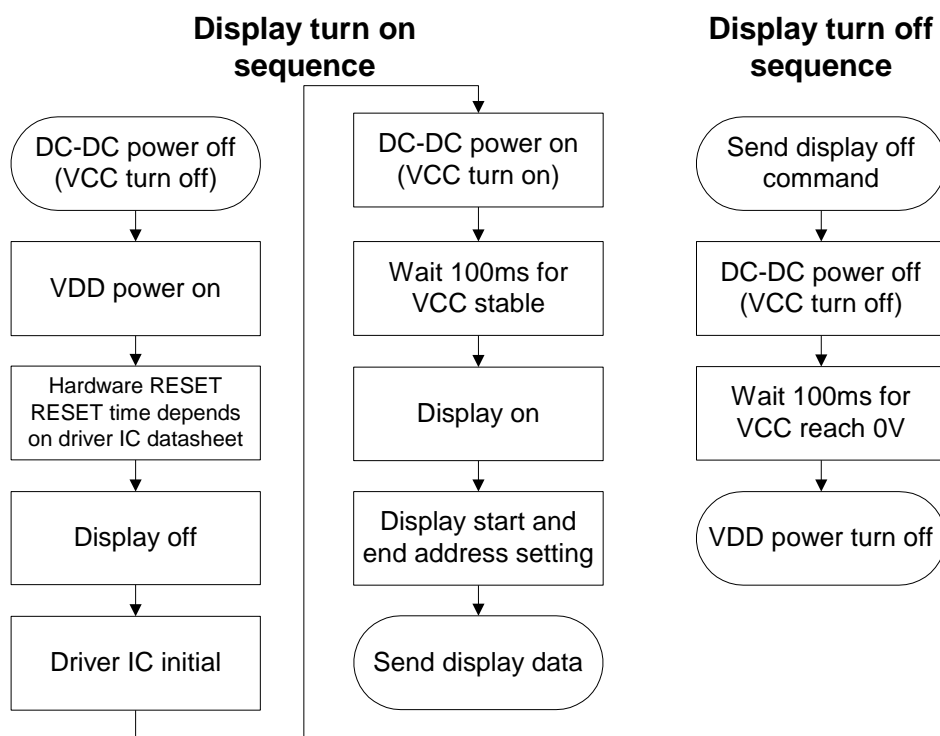 Display turn on
sequence
DC-DC power off
(VCC turn off)
VDD power on
Hardware RESET
RESET time depends
on driver IC datasheet
Display off
Driver IC initial
DC-DC power on
(VCC turn on)
Wait 100ms for
VCC stable
Display on
Display start and
end address setting
Send display data
Display turn off
sequence
Send display off
command
DC-DC power off
(VCC turn off)
Wait 100ms for
VCC reach 0V
VDD power turn off